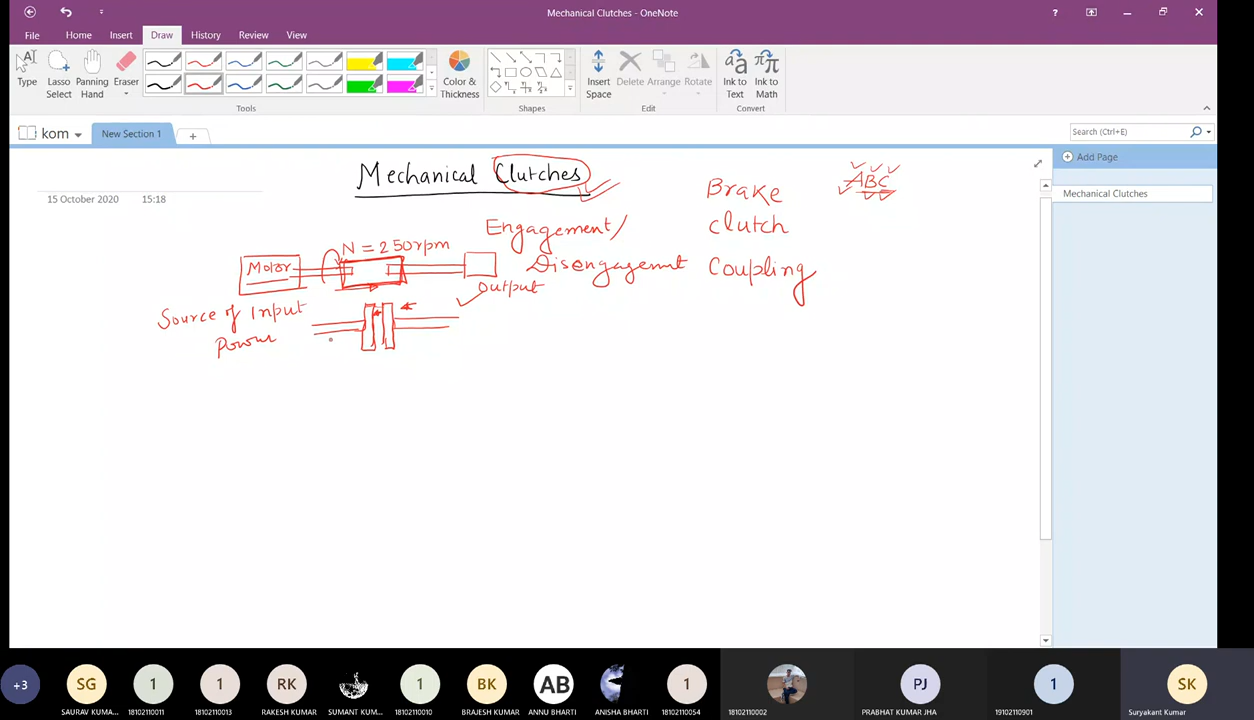 Mechanical Clutches - OneNote
?
File
Home
Insert
Draw
History
Review
View
Type
Lasso
Select
Panning
Hand
Eraser
Color &
Thickness
Insert
Space
Delete
Arrange
Rotate
Ink to
Text
Ink to
Math
Tools
Shapes
Edit
Convert
kom
New Section 1
+
Search (Ctrl+E)
Add Page
Mechanical Clutches
15 October 2020
15:18
Mechanical Clutches
Brake
ABC
Engagement/
clutch
N = 250rpm
Motor
Disengagemnt
Coupling
Output
Source of Input
Power
+3
SG
1
1
RK
1
BK
AB
1
PJ
1
SK
SAURAV KUMA...
18102110011
18102110013
RAKESH KUMAR
SUMANT KUM...
18102110010
BRAJESH KUMAR
ANNU BHARTI
ANISHA BHARTI
18102110054
18102110002
PRABHAT KUMAR JHA
19102110901
Suryakant Kumar